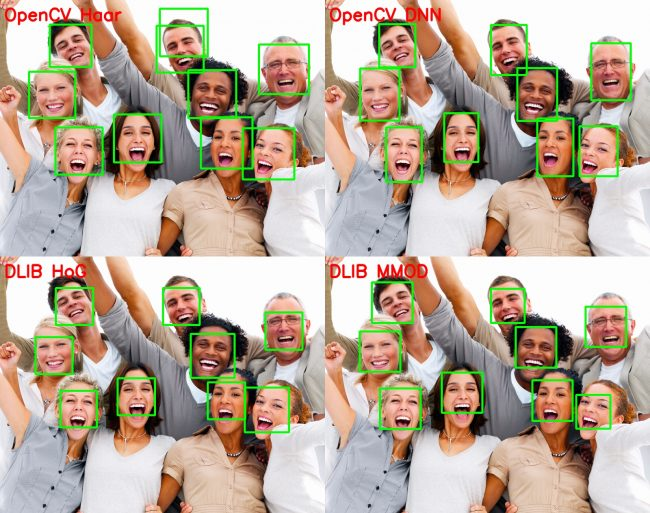 OpenCV Haar
OpenCV DNN
DLIB HoG
DLIB MMOD